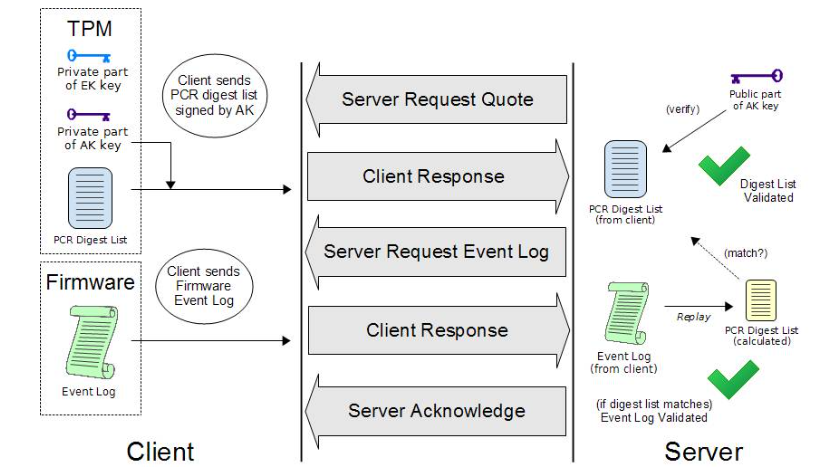 TPM
Private part
of EK key
Private part
of AK key
PCR Digest List
Client sends
PCR digest list
signed by AK
Firmware
Event Log
Client sends
Firmware
Event Log
Client
Server Request Quote
Client Response
Server Request Event Log
Client Response
Server Acknowledge
Public part
of AK key
(verify)
PCR Digest List
(from client)
Digest List
Validated
(match?)
Event Log
(from client)
Replay
PCR Digest List
(calculated)
(if digest list matches)
Event Log Validated
Server